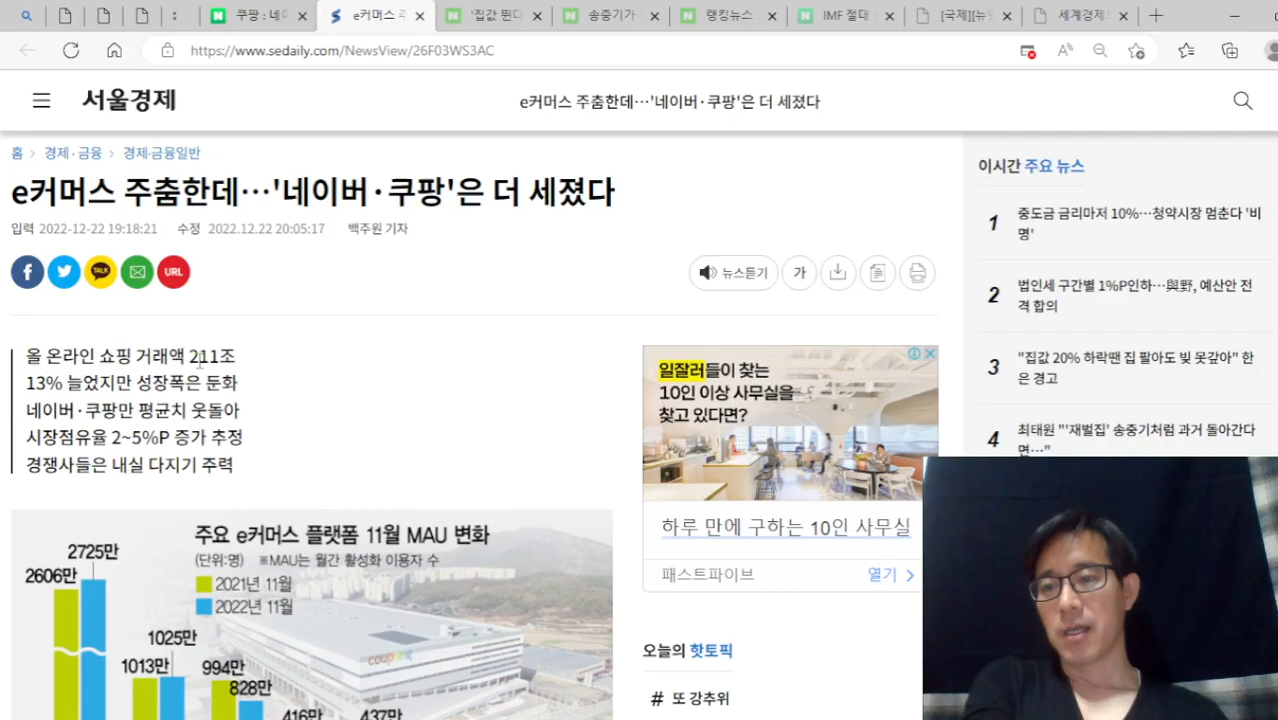 쿠팡 : 네이
e커머스 주
'집값 뛴다
송중기가
랭킹뉴스
IMF 절대
[국제][뉴욕
세계경제의
https://www.sedaily.com/NewsView/26F03WS3AC
서울경제
e커머스 주춤한데…'네이버·쿠팡'은 더 세졌다
홈 > 경제 · 금융 > 경제·금융일반
e커머스 주춤한데…'네이버·쿠팡'은 더 세졌다
입력 2022-12-22 19:18:21 수정 2022.12.22 20:05:17 백주원 기자
TALK
URL
뉴스듣기
가
올 온라인 쇼핑 거래액 211조
13% 늘었지만 성장폭은 둔화
네이버·쿠팡만 평균치 웃돌아
시장점유율 2~5%P 증가 추정
경쟁사들은 내실 다지기 주력
주요 e커머스 플랫폼 11월 MAU 변화
(단위:명) ※MAU는 월간 활성화 이용자 수
2021년 11월
2022년 11월
2606만
2725만
1013만
1025만
994만
828만
416만
437만
coupang
일잘러들이 찾는
10인 이상 사무실을
찾고 있다면?
하루 만에 구하는 10인 사무실
패스트파이브
열기 >
오늘의 핫토픽
# 또 강추위
이시간 주요 뉴스
1 중도금 금리마저 10%…청약시장 멈춘다 '비
명'
2 법인세 구간별 1%P인하…與野, 예산안 전
격 합의
3 "집값 20% 하락땐 집 팔아도 빚 못갚아" 한
은 경고
4 최태원 "'재벌집' 송중기처럼 과거 돌아간다
면…"